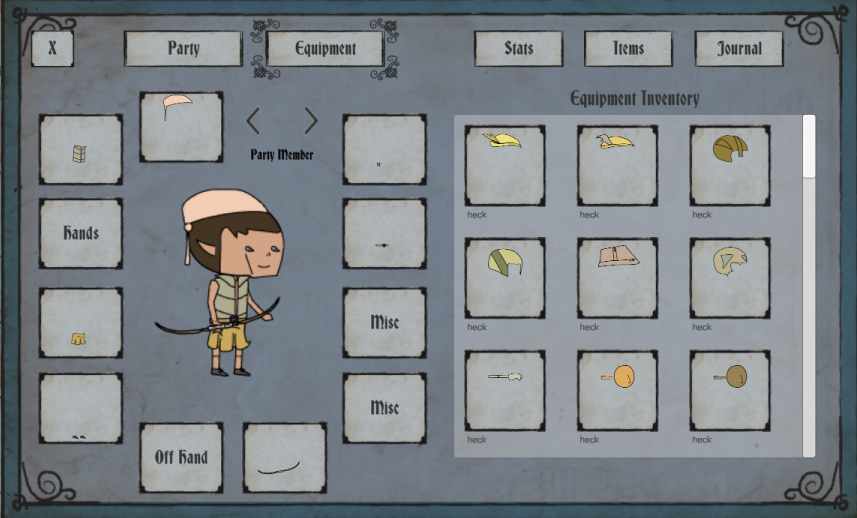 X
Party
Equipment
Stats
Items
Journal
Equipment Inventory
Party Member
Hands
Misc
Misc
Off Hand
heck
heck
heck
heck
heck
heck
heck
heck
heck